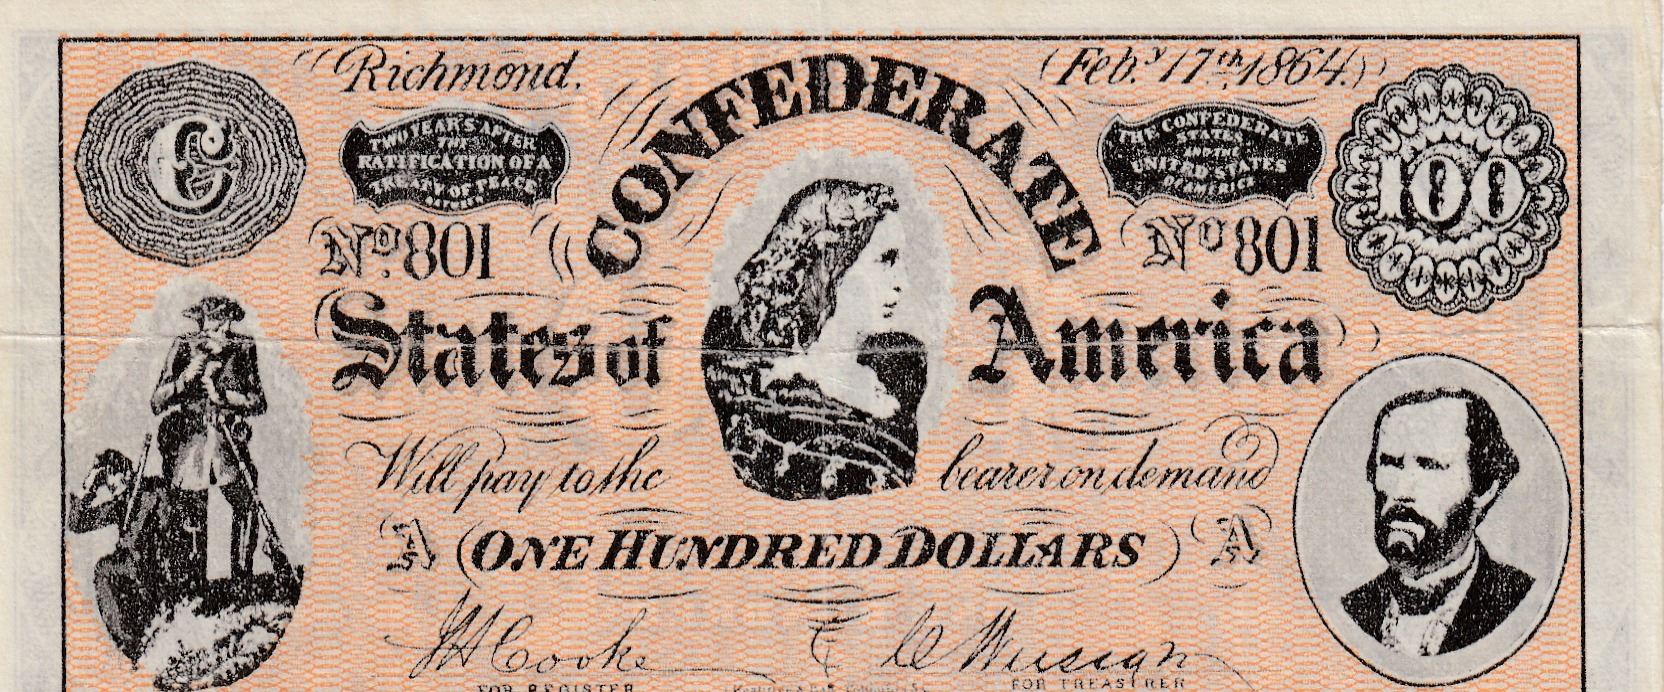 Richmond. Feb.y 17th, 1864.
C
TWO YEARS AFTER
THE
RATIFICATION OF A
TREATY OF PEACE
THE CONFEDERATE
STATES
UNITED STATES
OF AMERICA
100
CONFEDERATE
No. 801 No 801
States of America
Will pay to the bearer on demand
A ONE HUNDRED DOLLARS A
FOR REGISTER FOR TREASURER